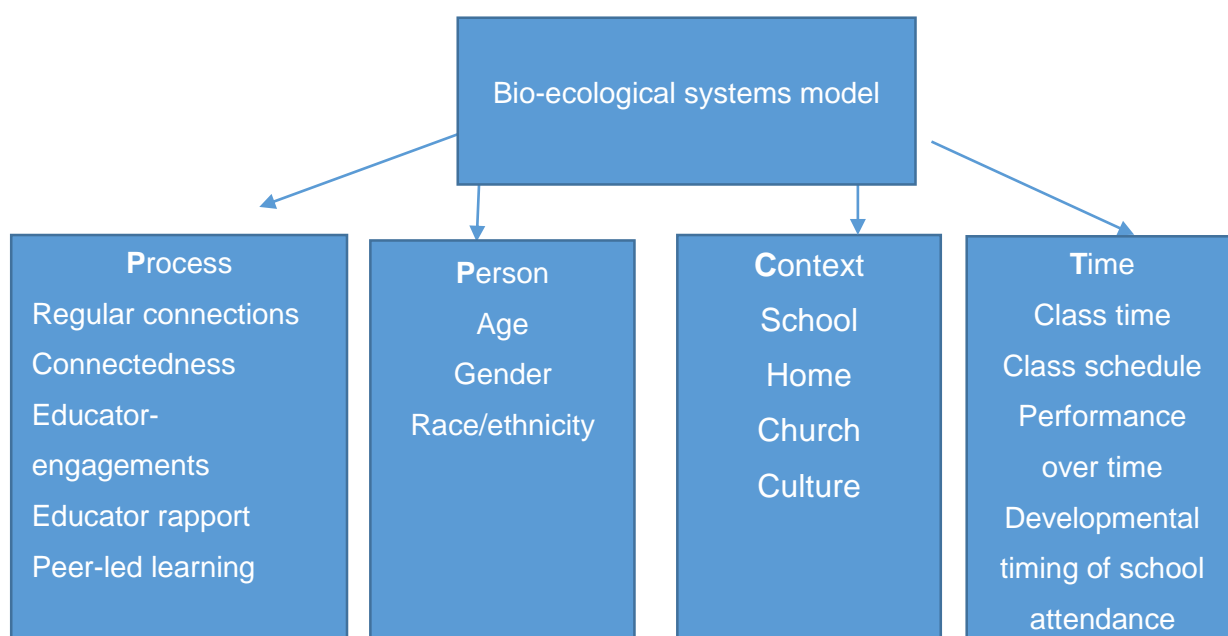 Bio-ecological systems model
Process
Regular connections
Connectedness
Educator-
engagements
Educator rapport
Peer-led learning
Person
Age
Gender
Race/ethnicity
Context
School
Home
Church
Culture
Time
Class time
Class schedule
Performance
over time
Developmental
timing of school
attendance